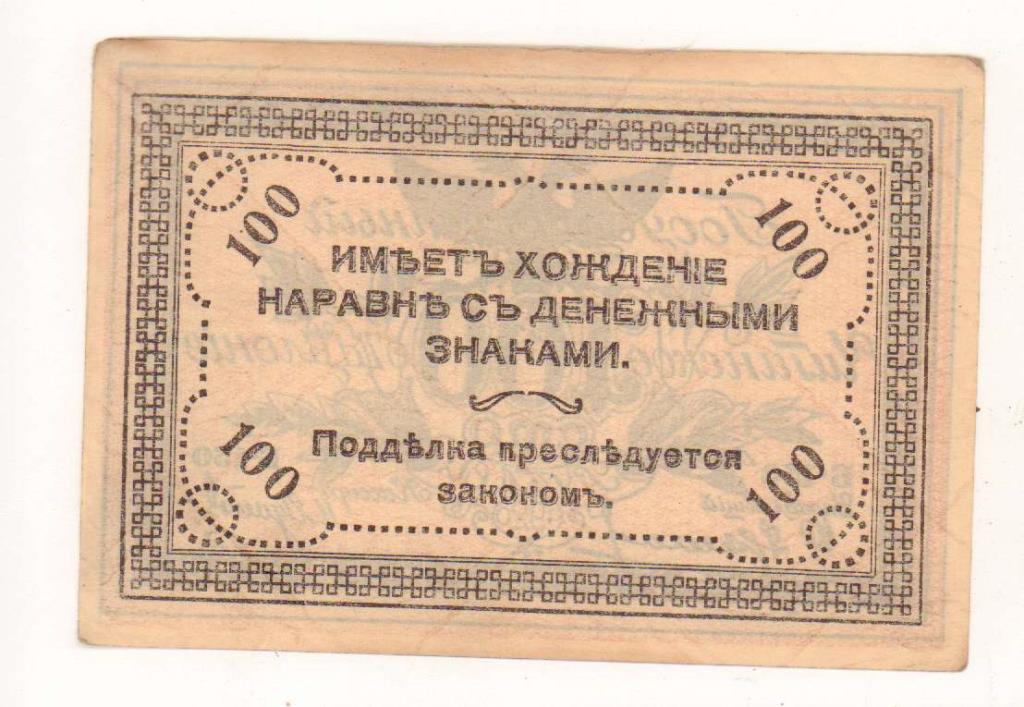 100 100
ИМѢЕТЪ ХОЖДЕНІЕ
НАРАВНѢ СЪ ДЕНЕЖНЫМИ
ЗНАКАМИ.
Поддѣлка преслѣдуется
закономъ.
100 100